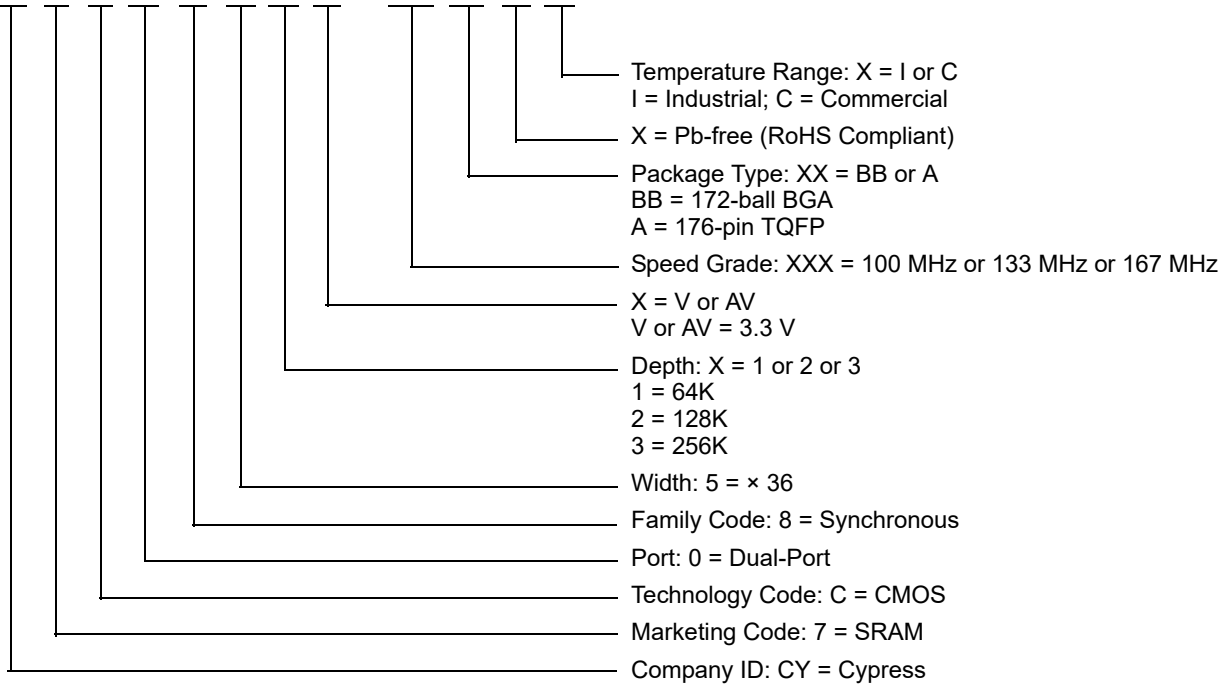 Temperature Range: X = I or C
I = Industrial; C = Commercial
X = Pb-free (RoHS Compliant)
Package Type: XX = BB or A
BB = 172-ball BGA
A = 176-pin TQFP
Speed Grade: XXX = 100 MHz or 133 MHz or 167 MHz
X = V or AV
V or AV = 3.3 V
Depth: X = 1 or 2 or 3
1 = 64K
2 = 128K
3 = 256K
Width: 5 = × 36
Family Code: 8 = Synchronous
Port: 0 = Dual-Port
Technology Code: C = CMOS
Marketing Code: 7 = SRAM
Company ID: CY = Cypress